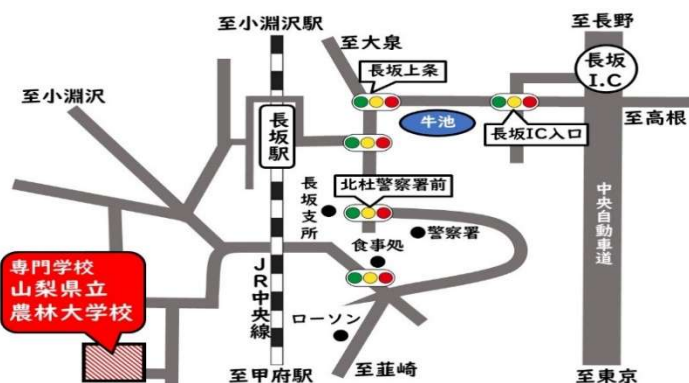 至小淵沢駅
至長野
至大泉
長坂上条
長坂
I.C
至小淵沢
牛池
至高根
長坂IC入口
長坂駅
北杜警察署前
長坂支所
警察署
中央自動車道
食事処
専門学校
山梨県立
農林大学校
JR中央線
ローソン
至甲府駅
至韮崎
至東京